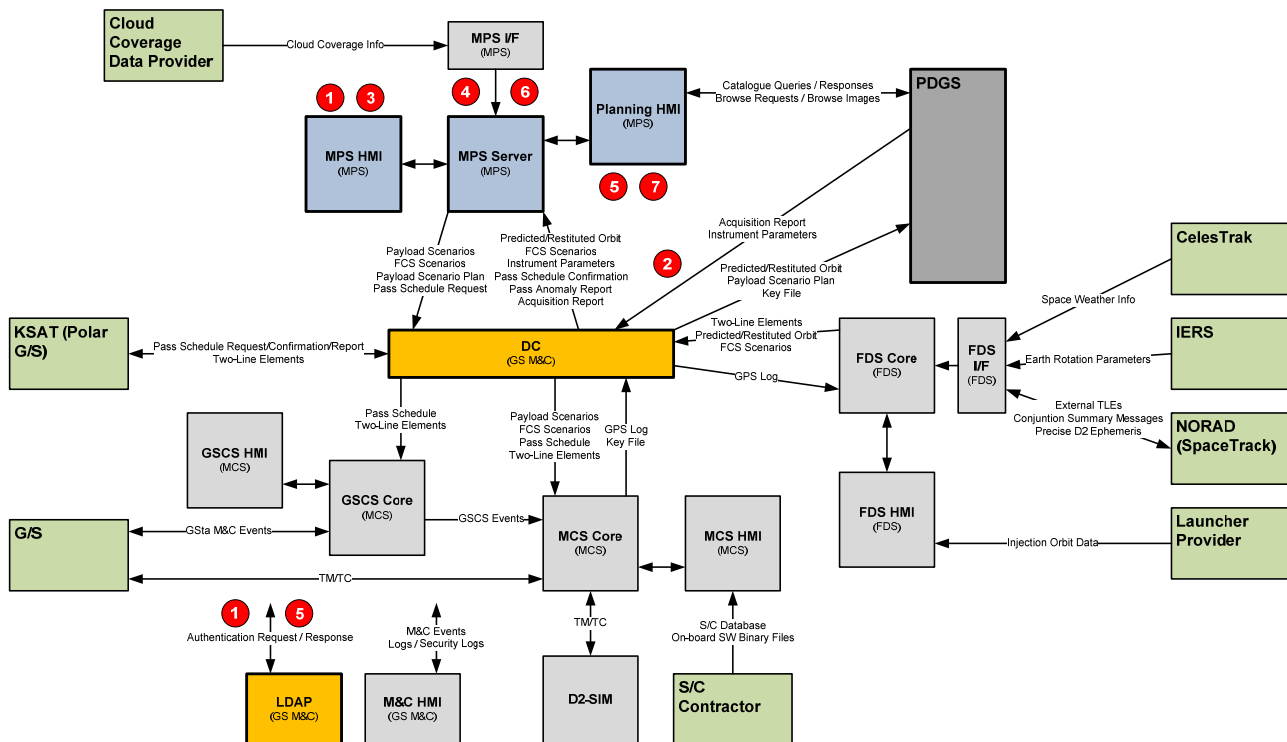 Cloud
Coverage
Data Provider
Cloud Coverage Info
MPS I/F
(MPS)
1
3
4
6
MPS HMI
(MPS)
MPS Server
(MPS)
Planning HMI
(MPS)
5
7
Catalogue Queries / Responses
Browse Requests / Browse Images
PDGS
Payload Scenarios
FCS Scenarios
Payload Scenario Plan
Pass Schedule Request
Predicted/Restituted Orbit
FCS Scenarios
Instrument Parameters
Pass Schedule Confirmation
Pass Anomaly Report
Acquisition Report
2
Acquisition Report
Instrument Parameters
Predicted/Restituted Orbit
Payload Scenario Plan
Key File
CelesTrak
Space Weather Info
KSAT (Polar
G/S)
Pass Schedule Request/Confirmation/Report
Two-Line Elements
DC
(GS M&C)
Two-Line Elements
Predicted/Restituted Orbit
FCS Scenarios
GPS Log
FDS Core
(FDS)
FDS
I/F
(FDS)
Earth Rotation Parameters
IERS
External TLEs
Conjuntion Summary Messages
Precise D2 Ephemeris
NORAD
(SpaceTrack)
Pass Schedule
Two-Line Elements
Payload Scenarios
FCS Scenarios
Pass Schedule
Two-Line Elements
GPS Log
Key File
GSCS HMI
(MCS)
GSCS Core
(MCS)
GSCS Events
MCS Core
(MCS)
MCS HMI
(MCS)
FDS HMI
(FDS)
Injection Orbit Data
Launcher
Provider
G/S
GSta M&C Events
TM/TC
1
5
Authentication Request / Response
M&C Events
Logs / Security Logs
TM/TC
S/C Database
On-board SW Binary Files
LDAP
(GS M&C)
M&C HMI
(GS M&C)
D2-SIM
S/C
Contractor